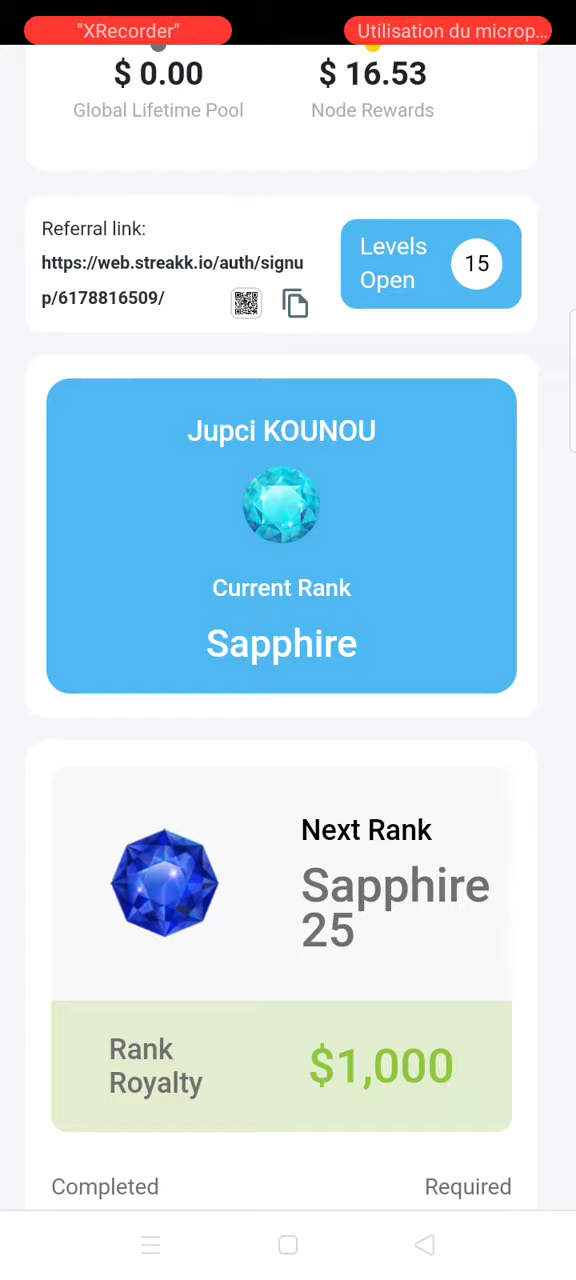 "XRecorder"
Utilisation du microp...
$ 0.00
$ 16.53
Global Lifetime Pool
Node Rewards
Referral link:
https://web.streakk.io/auth/signu
p/6178816509/
Levels
Open
15
Jupci KOUNOU
Current Rank
Sapphire
Next Rank
Sapphire
25
Rank
Royalty
$1,000
Completed
Required